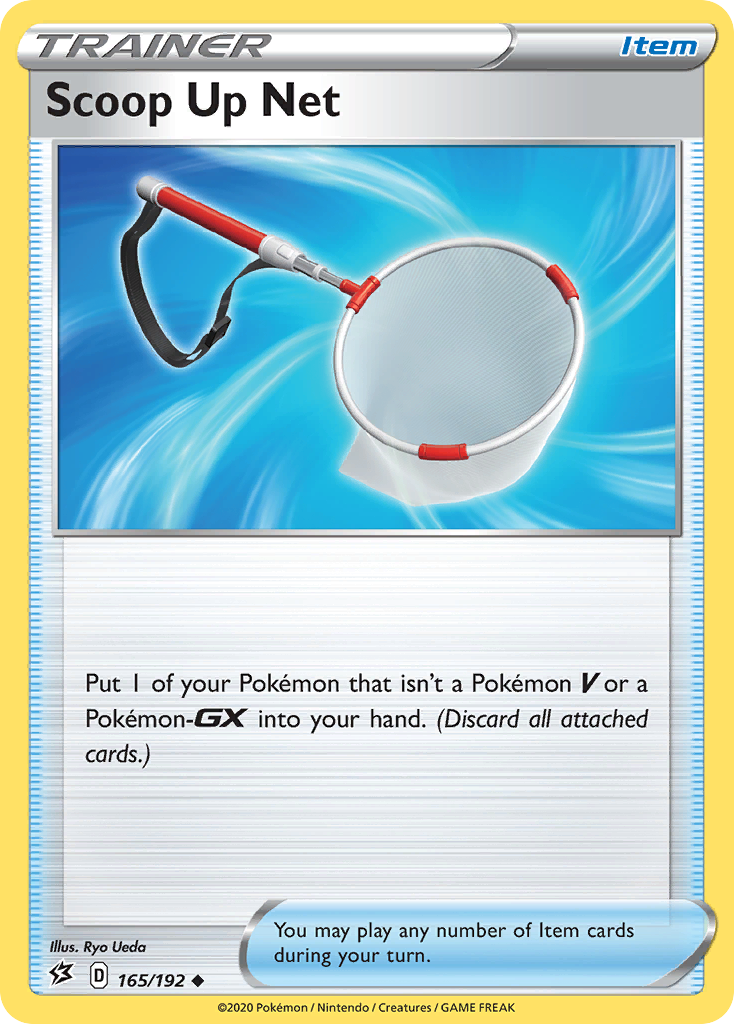 TRAINER
Item
Scoop Up Net
Put 1 of your Pokémon that isn't a Pokémon V or a
Pokémon-GX into your hand. (Discard all attached
cards.)
You may play any number of Item cards
during your turn.
Illus. Ryo Ueda
D 165/192
©2020 Pokémon / Nintendo / Creatures / GAME FREAK